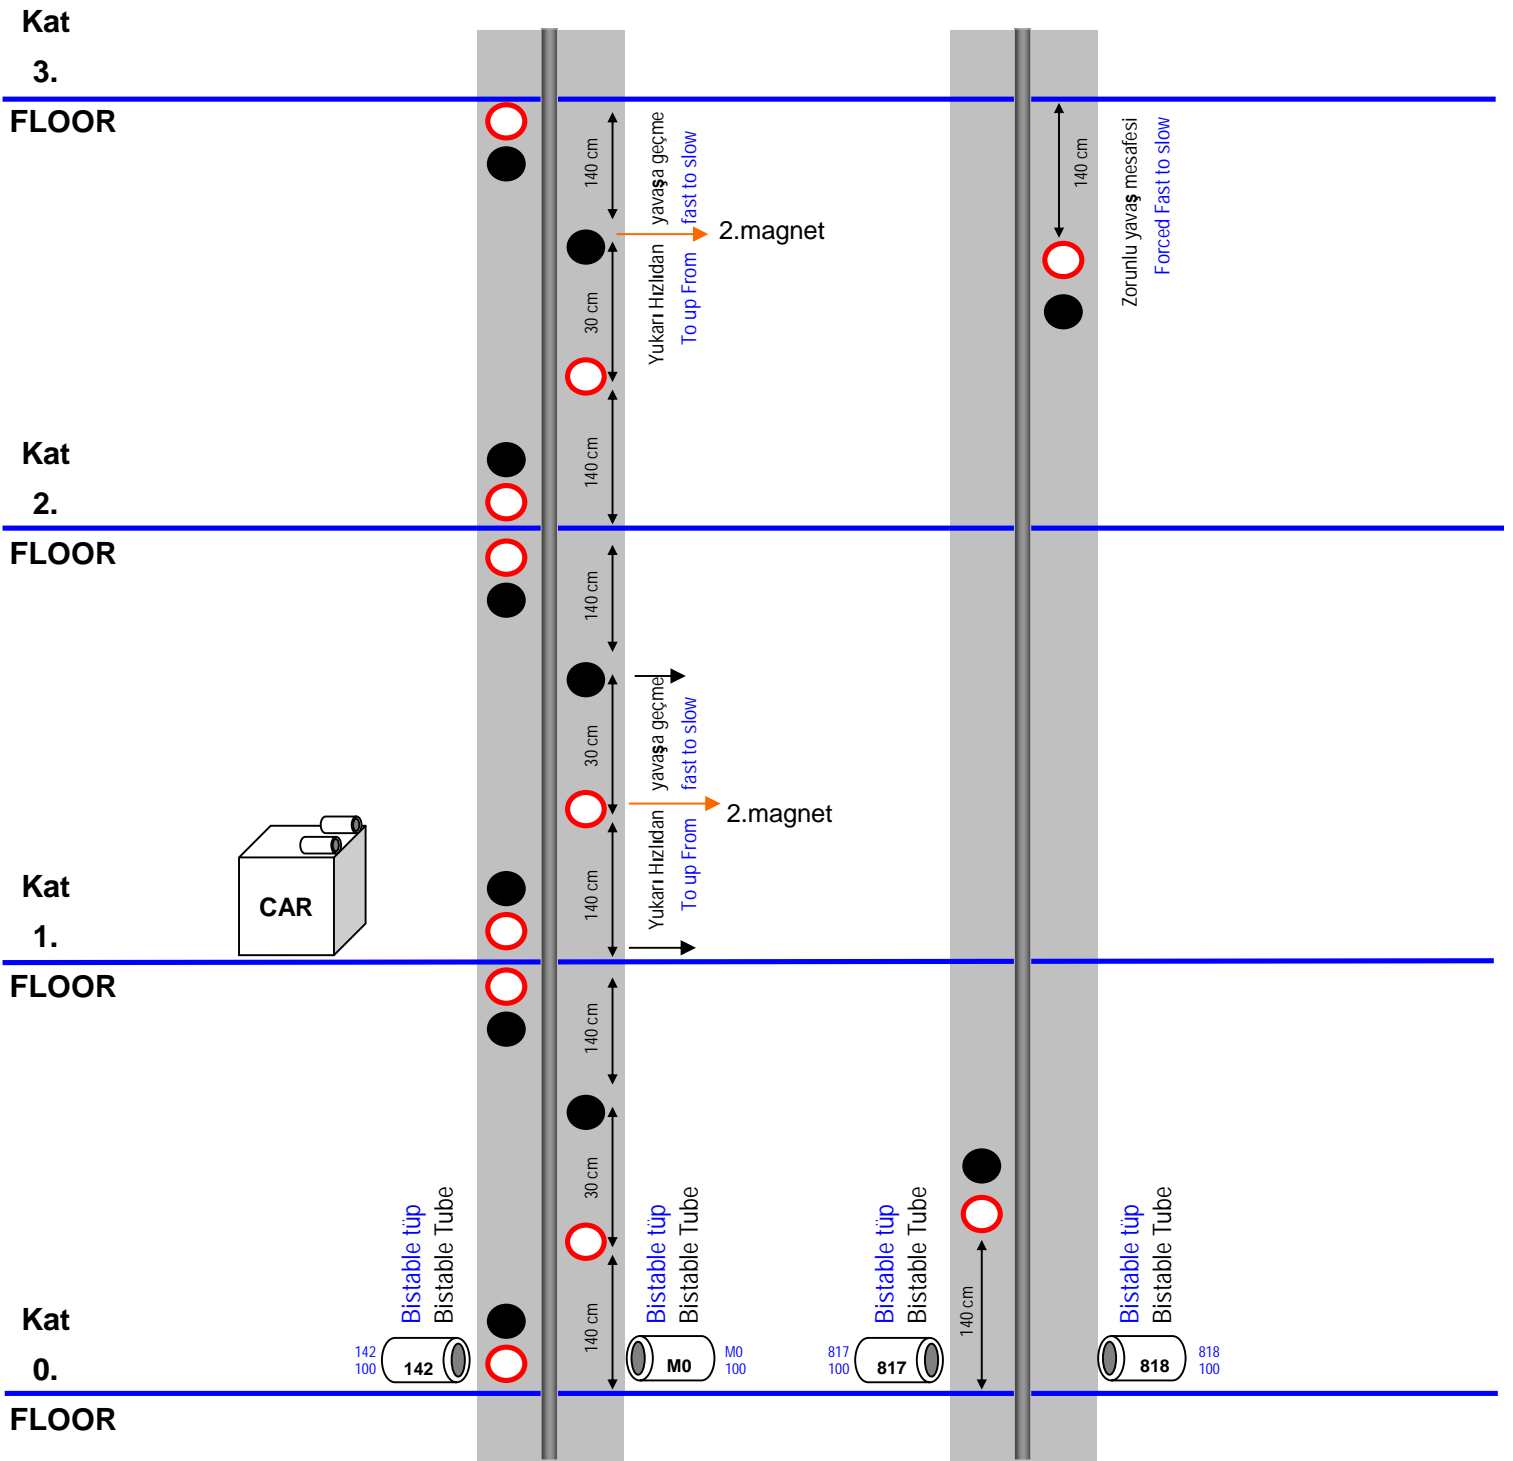 Kat
3.
FLOOR
140 cm
Yukarı Hızlıdan yavaşa geçme
To up From fast to slow
2.magnet
30 cm
140 cm
Zorunlu yavaş mesafesi
Forced Fast to slow
140 cm
Kat
2.
FLOOR
140 cm
30 cm
Yukarı Hızlıdan yavaşa geçme
To up From fast to slow
2.magnet
140 cm
CAR
Kat
1.
FLOOR
140 cm
30 cm
140 cm
Bistable tüp
Bistable Tube
142
100
142
Bistable tüp
Bistable Tube
M0
M0
100
Bistable tüp
Bistable Tube
817
100
817
140 cm
Bistable tüp
Bistable Tube
818
818
100
Kat
0.
FLOOR